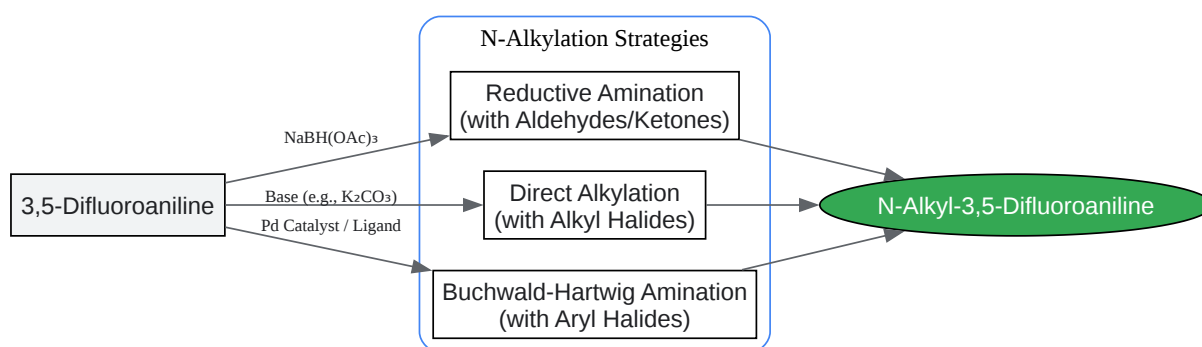 N-Alkylation Strategies
Reductive Amination
(with Aldehydes/Ketones)
NaBH(OAc)₃
3,5-Difluoroaniline
Base (e.g., K₂CO₃)
Direct Alkylation
(with Alkyl Halides)
N-Alkyl-3,5-Difluoroaniline
Pd Catalyst / Ligand
Buchwald-Hartwig Amination
(with Aryl Halides)